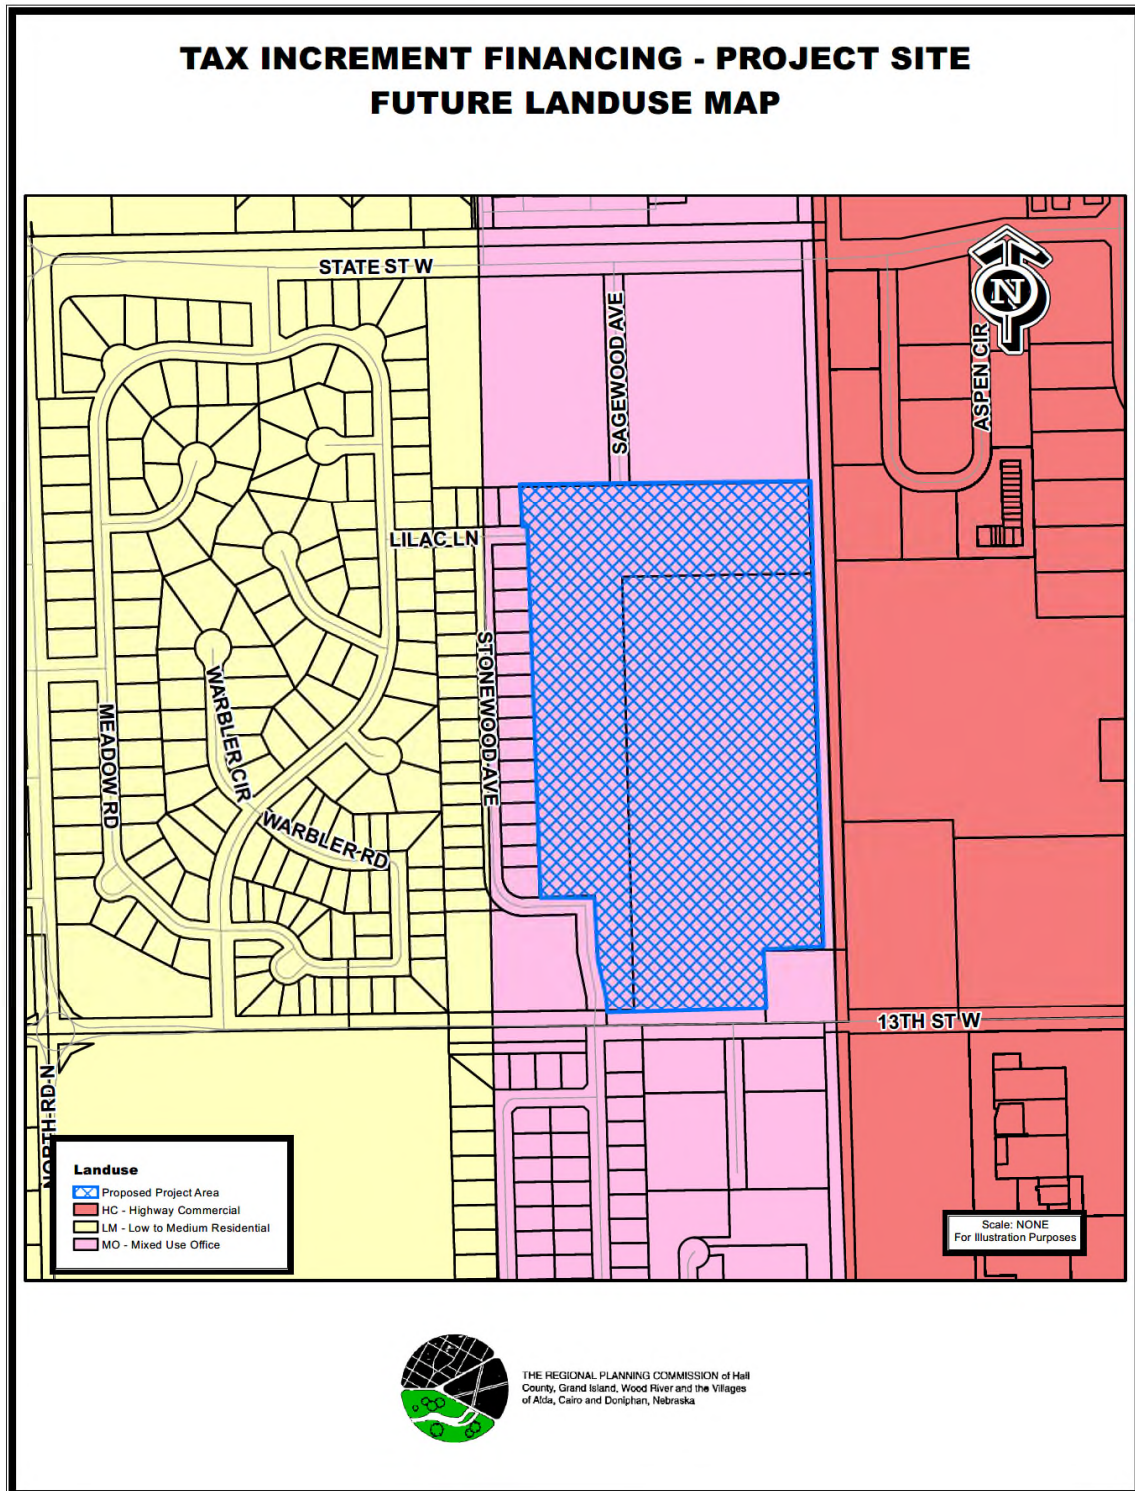 TAX INCREMENT FINANCING - PROJECT SITE
FUTURE LANDUSE MAP
STATE ST W
SAGEWOOD AVE
N
ASPEN CIR
LILAC LN
STONEWOOD AVE
WARBLER CIR
MEADOW RD
WARBLER RD
13TH ST W
NORTH RD N
Landuse
Proposed Project Area
HC - Highway Commercial
LM - Low to Medium Residential
MO - Mixed Use Office
Scale: NONE
For Illustration Purposes
THE REGIONAL PLANNING COMMISSION of Hall
County, Grand Island, Wood River and the Villages
of Alda, Cairo and Doniphan, Nebraska